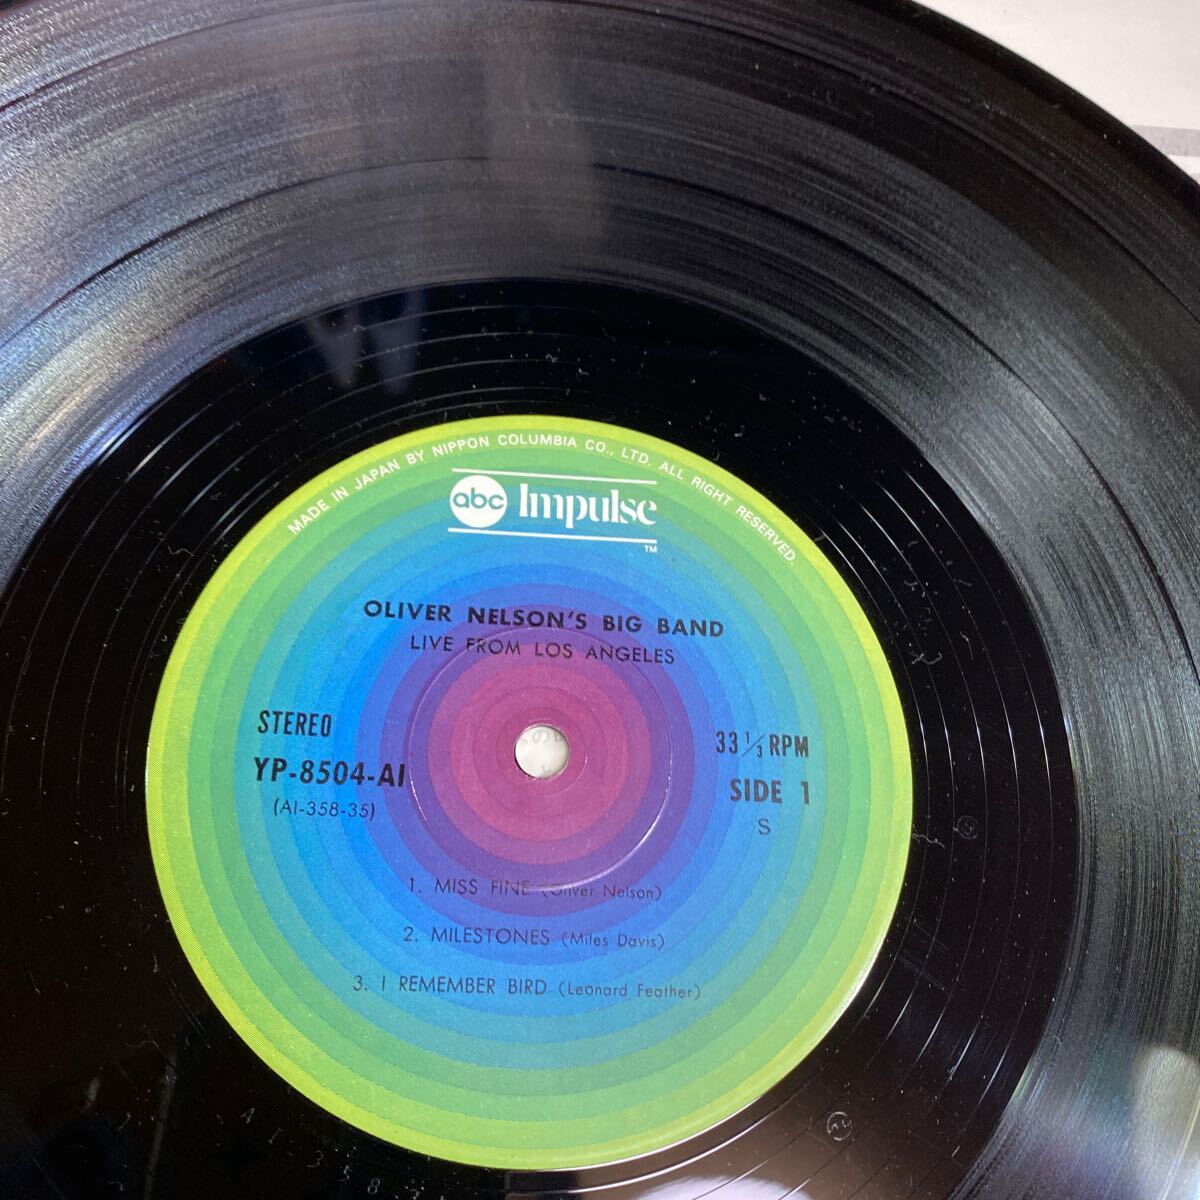 MADE IN JAPAN BY NIPPON COLUMBIA CO., LTD. ALL RIGHT RESERVED.
abc Impulse
TM
OLIVER NELSON'S BIG BAND
LIVE FROM LOS ANGELES
STEREO
YP-8504-AI
(AI-358-35)
33 1/3 RPM
SIDE 1
S
1. MISS FINE (Oliver Nelson)
2. MILESTONES (Miles Davis)
3. I REMEMBER BIRD (Leonard Feather)
AI-358